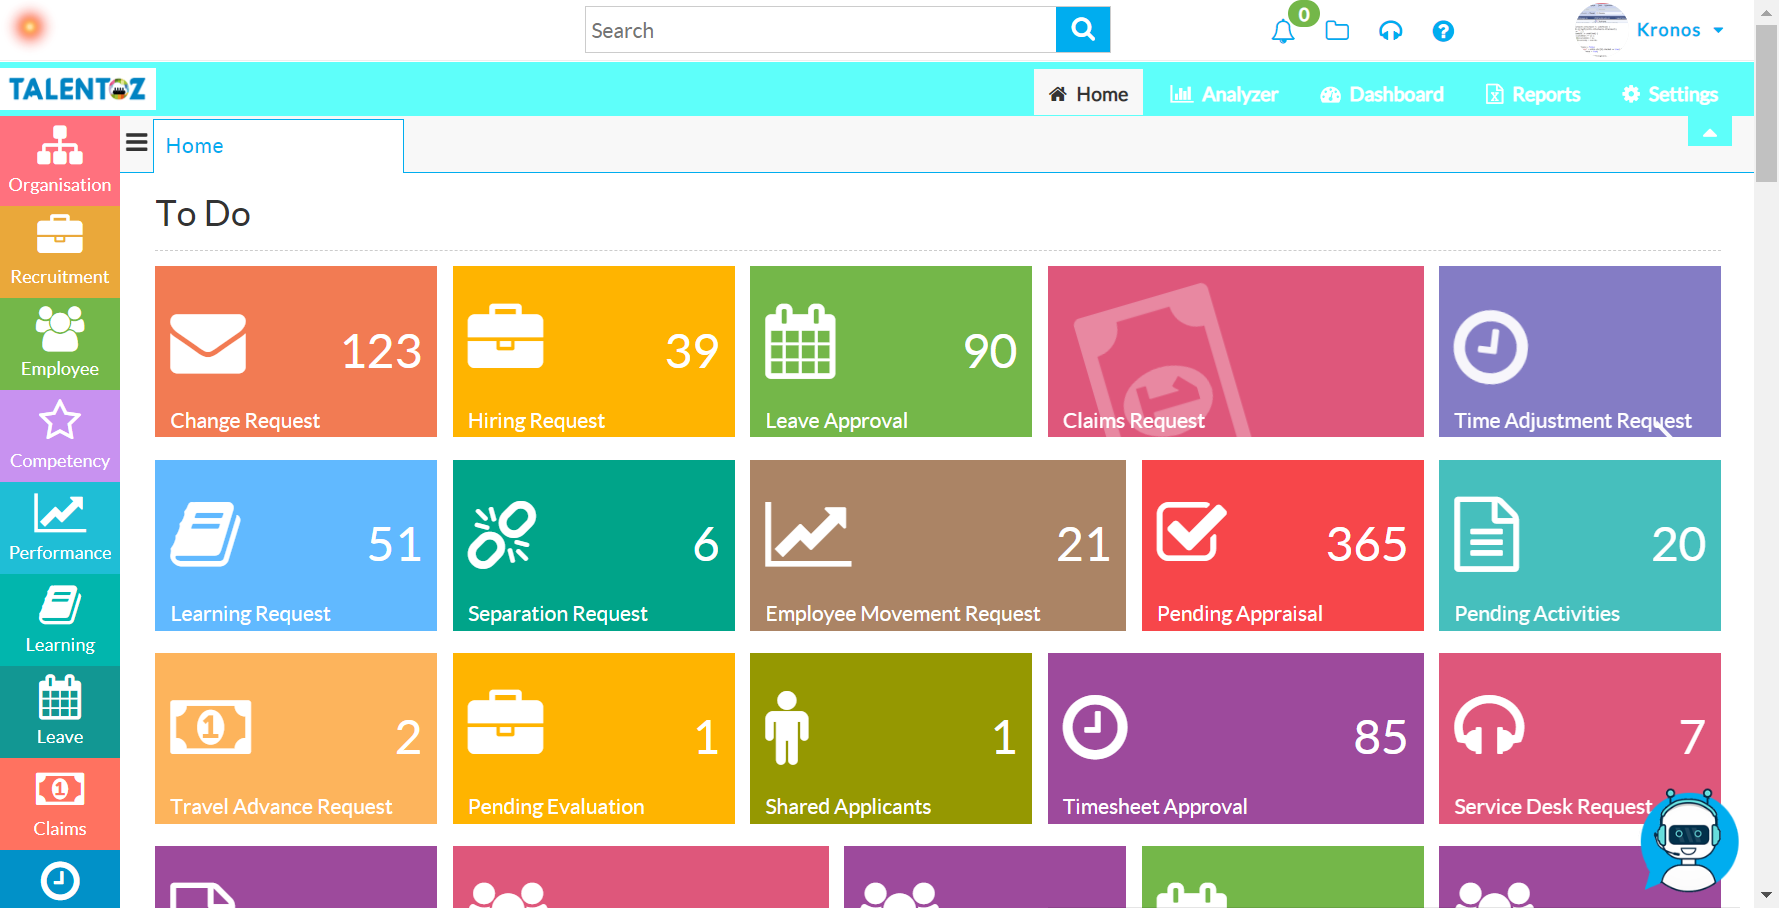 Search
0
Kronos
TALENTOZ
Home
Analyzer
Dashboard
Reports
Settings
Home
Organisation
Recruitment
Employee
Competency
Performance
Learning
Leave
Claims
To Do
123
Change Request
39
Hiring Request
90
Leave Approval
Claims Request
Time Adjustment Request
51
Learning Request
6
Separation Request
21
Employee Movement Request
365
Pending Appraisal
20
Pending Activities
1
2
Travel Advance Request
1
Pending Evaluation
1
Shared Applicants
85
Timesheet Approval
7
Service Desk Request